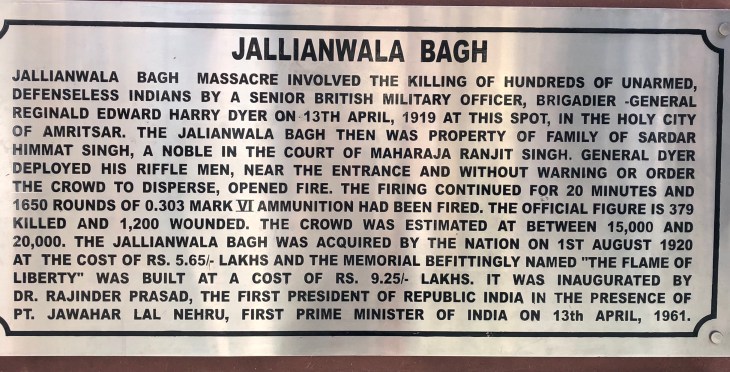 JALLIANWALA BAGH
JALLIANWALA BAGH MASSACRE INVOLVED THE KILLING OF HUNDREDS OF UNARMED,
DEFENSELESS INDIANS BY A SENIOR BRITISH MILITARY OFFICER, BRIGADIER -GENERAL
REGINALD EDWARD HARRY DYER ON 13TH APRIL, 1919 AT THIS SPOT, IN THE HOLY CITY
OF AMRITSAR. THE JALIANWALA BAGH THEN WAS PROPERTY OF FAMILY OF SARDAR
HIMMAT SINGH, A NOBLE IN THE COURT OF MAHARAJA RANJIT SINGH. GENERAL DYER
DEPLOYED HIS RIFFLE MEN, NEAR THE ENTRANCE AND WITHOUT WARNING OR ORDER
THE CROWD TO DISPERSE, OPENED FIRE. THE FIRING CONTINUED FOR 20 MINUTES AND
1650 ROUNDS OF 0.303 MARK VI AMMUNITION HAD BEEN FIRED. THE OFFICIAL FIGURE IS 379
KILLED AND 1,200 WOUNDED. THE CROWD WAS ESTIMATED AT BETWEEN 15,000 AND
20,000. THE JALLIANWALA BAGH WAS ACQUIRED BY THE NATION ON 1ST AUGUST 1920
AT THE COST OF RS. 5.65/- LAKHS AND THE MEMORIAL BEFITTINGLY NAMED "THE FLAME OF
LIBERTY" WAS BUILT AT A COST OF RS. 9.25/- LAKHS. IT WAS INAUGURATED BY
DR. RAJINDER PRASAD, THE FIRST PRESIDENT OF REPUBLIC INDIA IN THE PRESENCE OF
PT. JAWAHAR LAL NEHRU, FIRST PRIME MINISTER OF INDIA ON 13th APRIL, 1961.